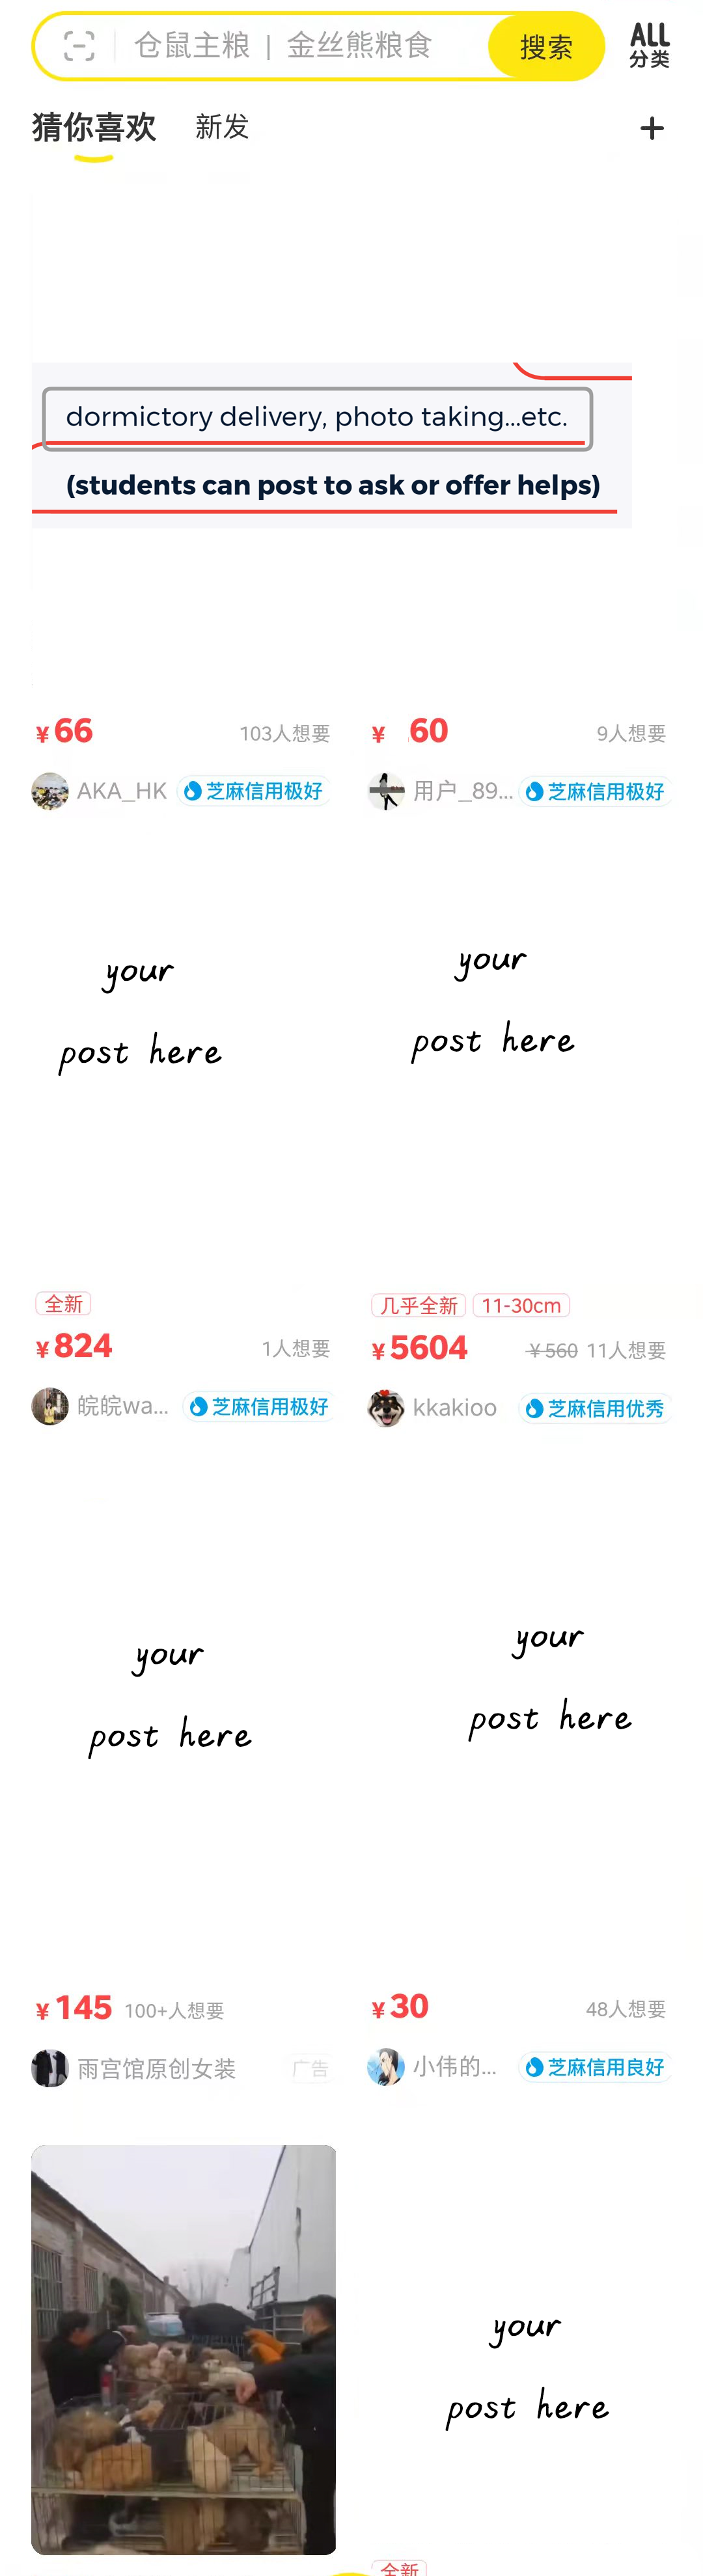 仓鼠主粮 | 金丝熊粮食
搜索
ALL
分类
猜你喜欢
新发
dormictory delivery, photo taking...etc.
(students can post to ask or offer helps)
¥66
103人想要
¥ 60
9人想要
AKA_HK
芝麻信用极好
用户_89...
芝麻信用极好
your
post here
your
post here
全新
几乎全新
11-30cm
¥824
1人想要
¥5604
¥560
11人想要
皖皖wa...
芝麻信用极好
kkakioo
芝麻信用优秀
your
post here
your
post here
¥145
100+人想要
¥30
48人想要
雨宫馆原创女装
广告
小伟的...
芝麻信用良好
your
post here
全新